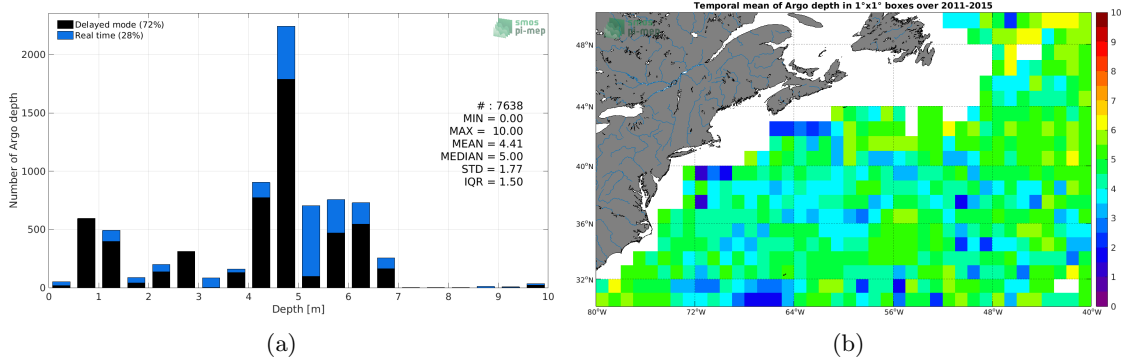 Delayed mode (72%)
Real time (28%)
smos
pi-mep
2000
1500
1000
500
0
Number of Argo depth
# : 7638
MIN = 0.00
MAX = 10.00
MEAN = 4.41
MEDIAN = 5.00
STD = 1.77
IQR = 1.50
0 1 2 3 4 5 6 7 8 9 10
Depth [m]
(a)
Temporal mean of Argo depth in 1°x1° boxes over 2011-2015
48°N
44°N
40°N
36°N
32°N
80°W 72°W 64°W 56°W 48°W 40°W
10
9
8
7
6
5
4
3
2
1
0
(b)